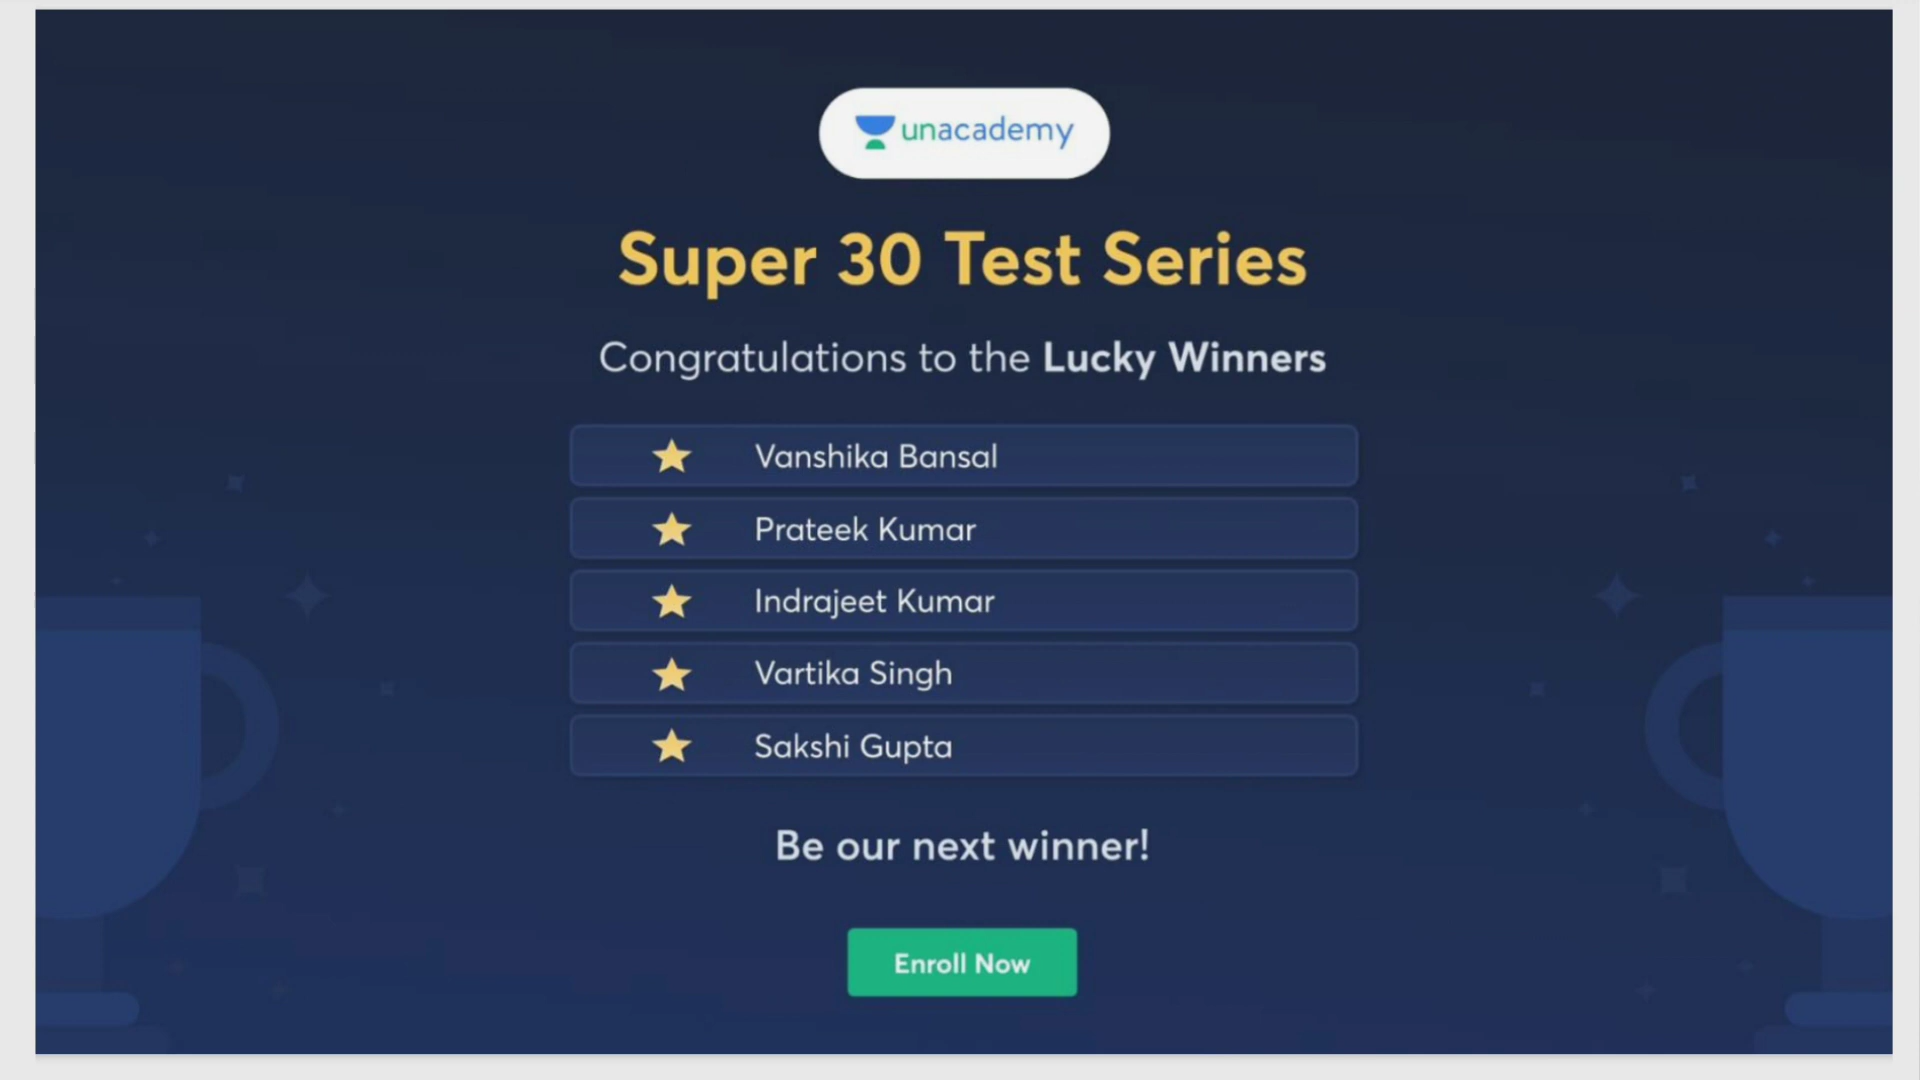 unacademy
Super 30 Test Series
Congratulations to the Lucky Winners
Vanshika Bansal
Prateek Kumar
Indrajeet Kumar
Vartika Singh
Sakshi Gupta
Be our next winner!
Enroll Now